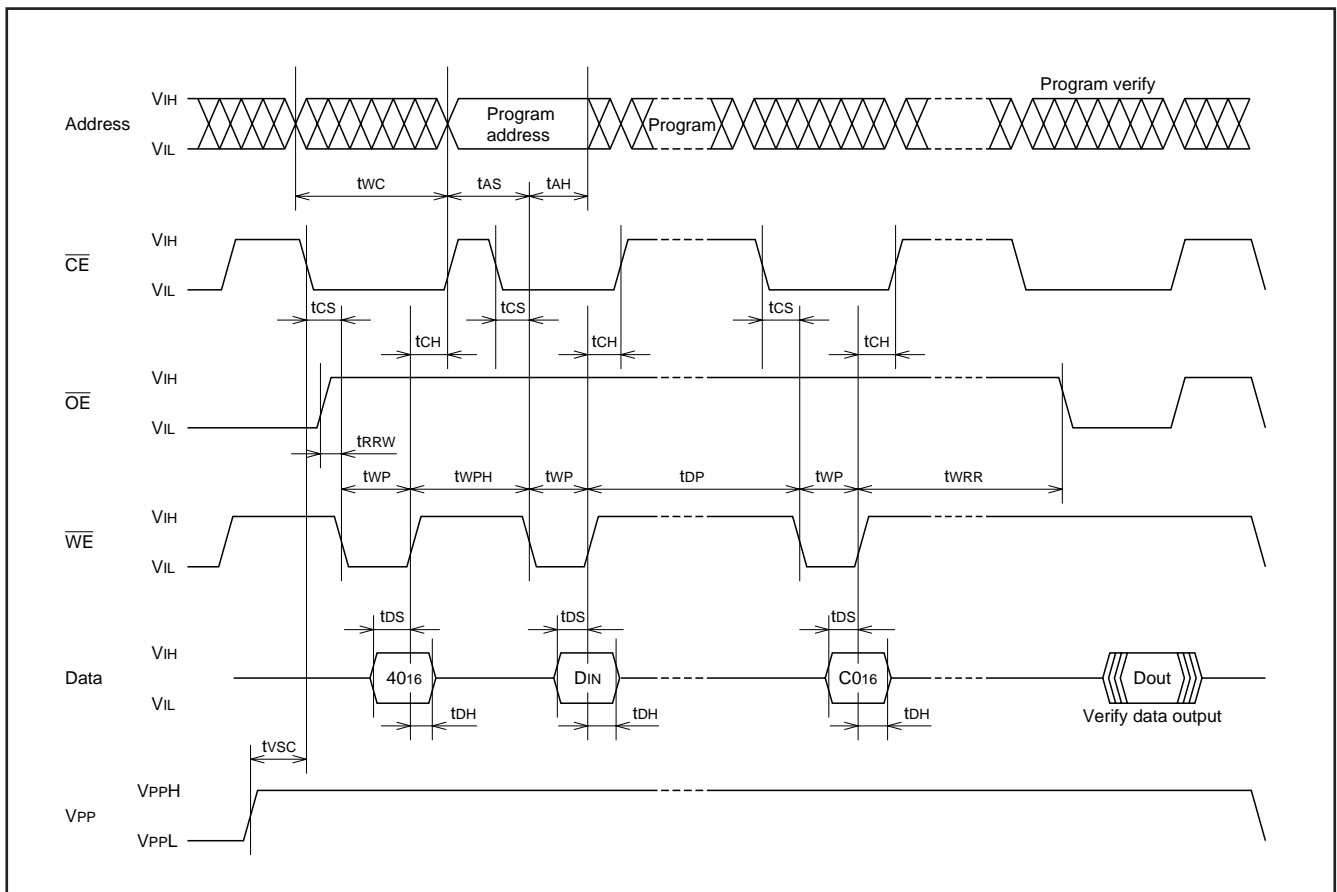 Program verify
VIH
Address
Program
address
Program
VIL
tWC
tAS
tAH
VIH
CE
VIL
tCS
tCS
tCS
tCH
tCH
tCH
VIH
OE
VIL
tRRW
tWP
tWPH
tWP
tDP
tWP
tWRR
VIH
WE
VIL
tDS
tDS
tDS
VIH
Data
4016
DIN
C016
Dout
VIL
Verify data output
tDH
tDH
tDH
tVSC
VPPH
VPP
VPPL